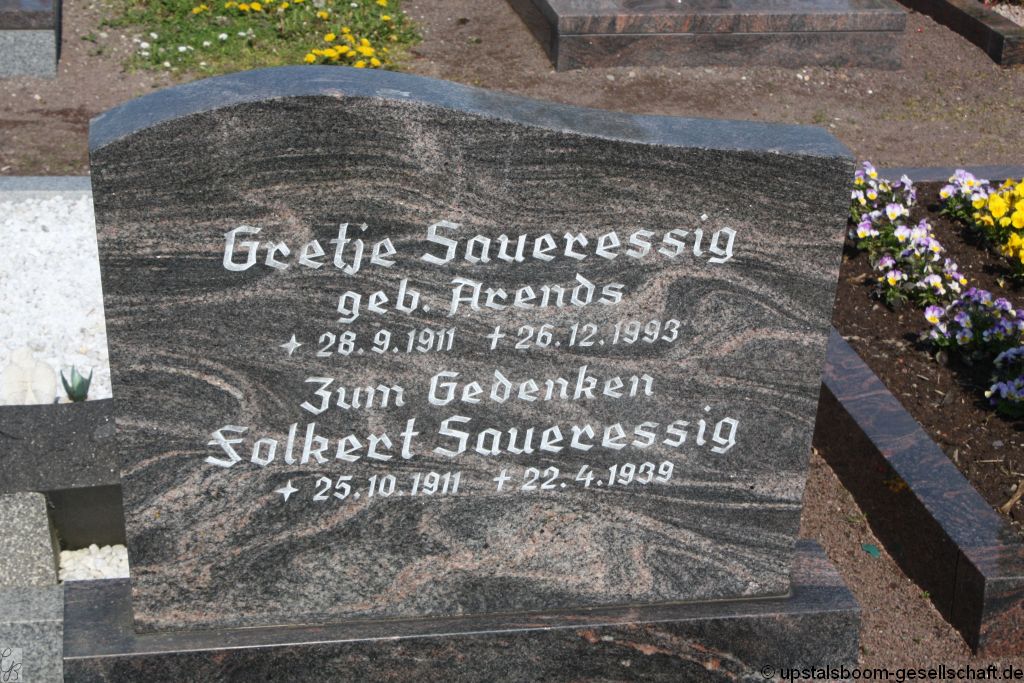 Gretje Saueressig
geb. Arends
✦ 28.9.1911 ✝ 26.12.1993
Zum Gedenken
Folkert Saueressig
✦ 25.10.1911 ✝ 22.4.1939
© upstalsboom-gesellschaft.de